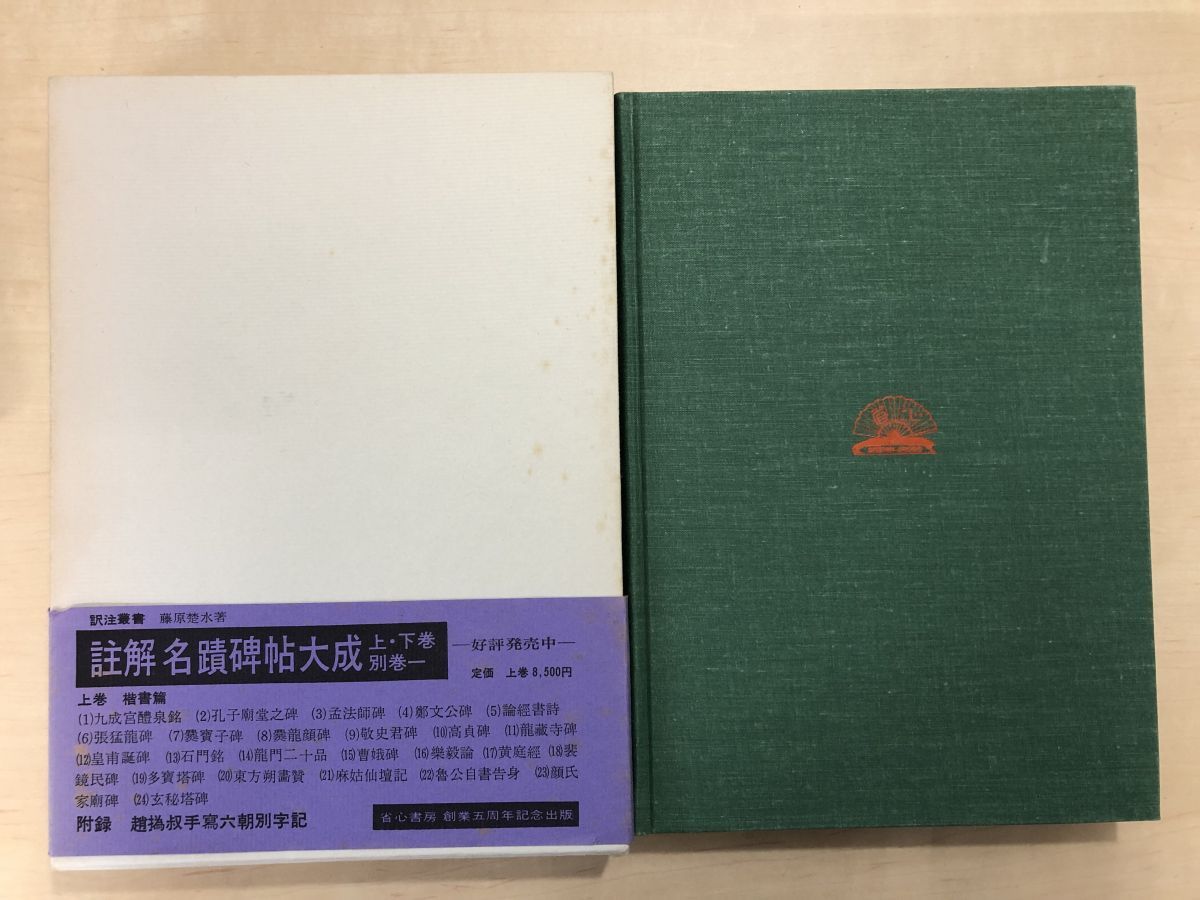 訳注叢書 藤原楚水著
註解 名蹟碑帖大成 上・下巻 別巻一 ―好評発売中―
定価 上巻8,500円
上巻 楷書篇
(1)九成宮醴泉銘 (2)孔子廟堂之碑 (3)孟法師碑 (4)鄭文公碑 (5)論經書詩
(6)張猛龍碑 (7)爨寶子碑 (8)爨龍顔碑 (9)敬史君碑 (10)高貞碑 (11)龍藏寺碑
(12)皇甫誕碑 (13)石門銘 (14)龍門二十品 (15)曹娥碑 (16)樂毅論 (17)黄庭經 (18)裴
鏡民碑 (19)多寶塔碑 (20)東方朔畫贊 (21)麻姑仙壇記 (22)魯公自書告身 (23)顔氏
家廟碑 (24)玄秘塔碑
附録 趙撝叔手寫六朝別字記
省心書房 創業五周年記念出版